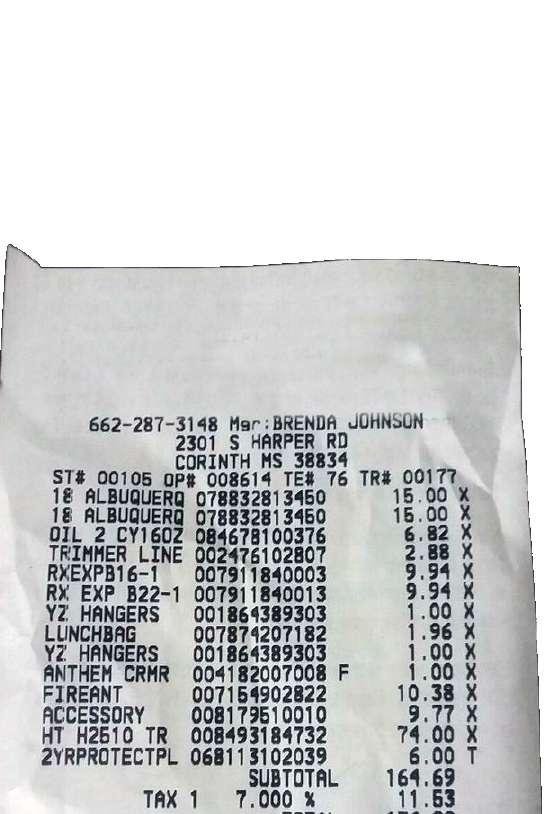 662-287-3148 Mgr:BRENDA JOHNSON
2301 S HARPER RD
CORINTH MS 38834
ST# 00105 OP# 008614 TE# 76 TR# 00177
18 ALBUQUERQ 078832813450 15.00 X
18 ALBUQUERQ 078832813450 15.00 X
OIL 2 CY16OZ 084678100376 6.82 X
TRIMMER LINE 002476102807 2.88 X
RXEXPB16-1 007911840003 9.94 X
RX EXP B22-1 007911840013 9.94 X
YZ HANGERS 001864389303 1.00 X
LUNCHBAG 007874207182 1.96 X
YZ HANGERS 001864389303 1.00 X
ANTHEM CRMR 004182007008 F 1.00 X
FIREANT 007154902822 10.38 X
ACCESSORY 008179510010 9.77 X
HT H2510 TR 008493184732 74.00 X
2YRPROTECTPL 068113102039 6.00 T
SUBTOTAL 164.69
TAX 1 7.000 % 11.53